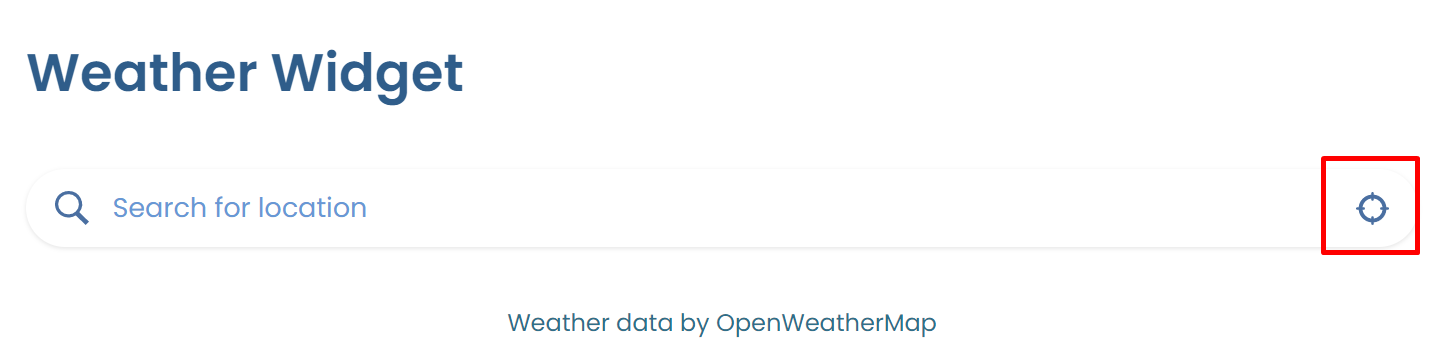 Weather Widget
Search for location
Weather data by OpenWeatherMap